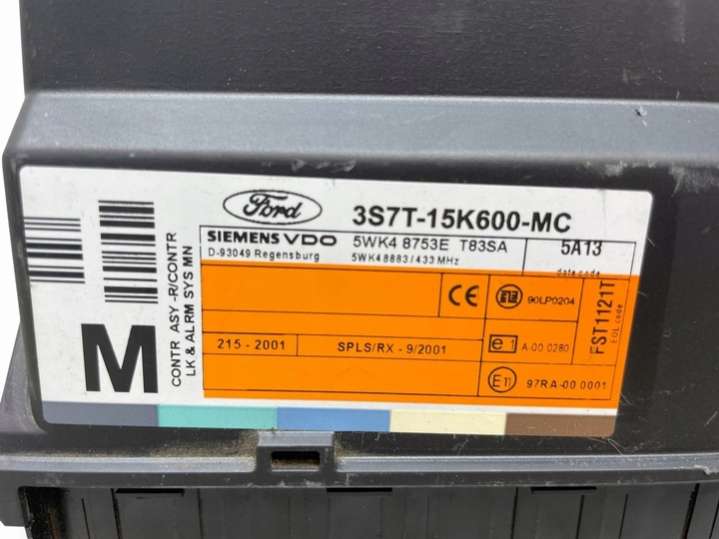 Ford
3S7T-15K600-MC
SIEMENS VDO
5WK4 8753E T83SA
5A13
D-93049 Regensburg
5WK48883/433MHz
date code
M
CONTR ASY -R/CONTR
LK & ALRM SYS MN
CE
90LP0204
215 - 2001
SPLS/RX - 9/2001
e1
A-00 0280
E11
97RA-00 0001
FST1121T
EOL code